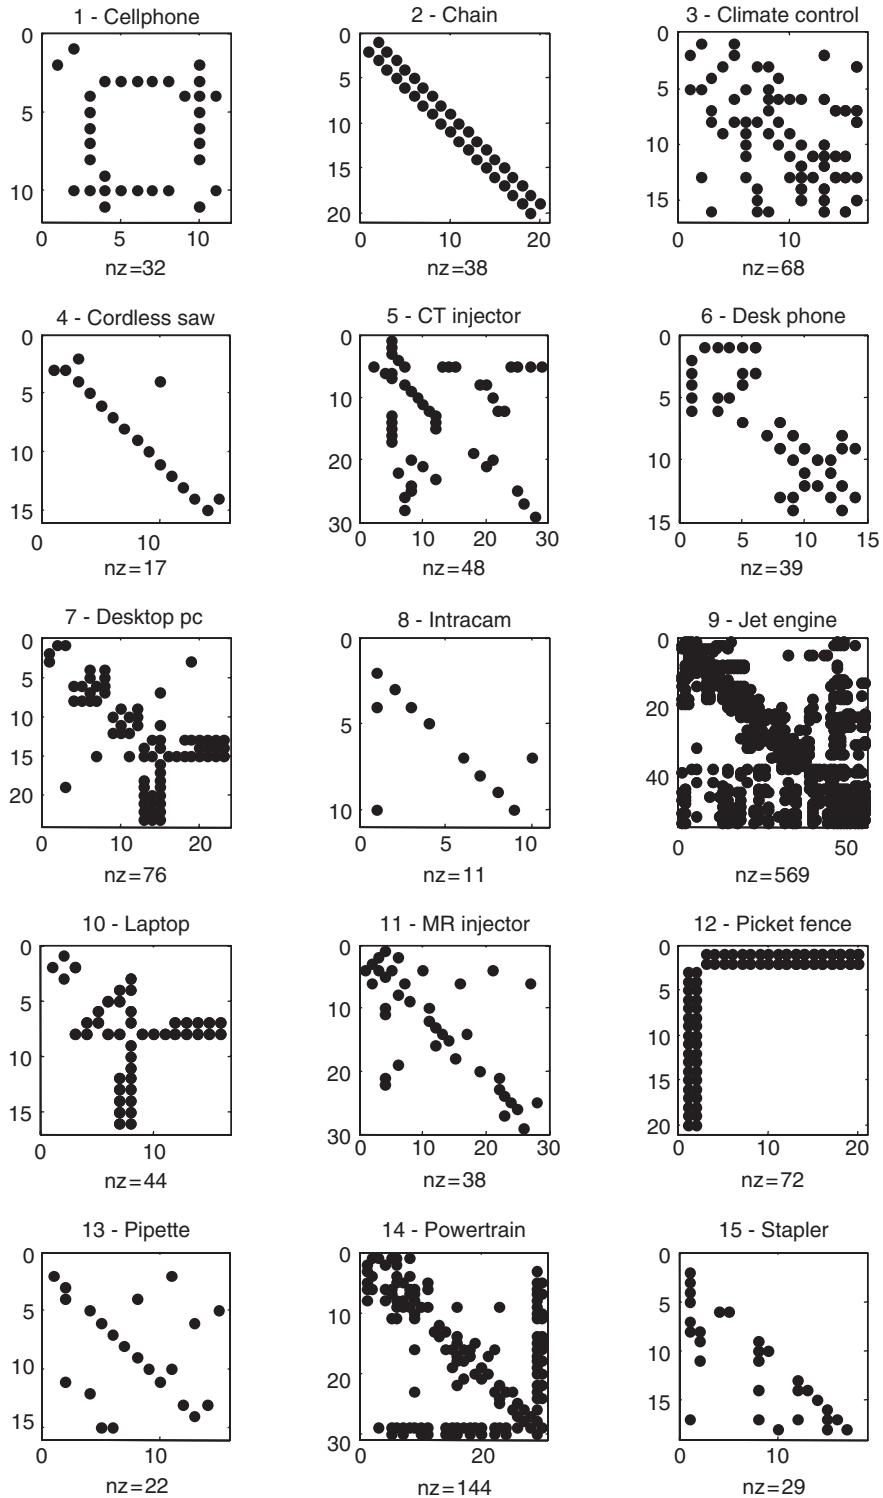 1 - Cellphone
0
5
10
0 5 10
nz=32
2 - Chain
0
5
10
15
20
0 10 20
nz=38
3 - Climate control
0
5
10
15
0 10
nz=68
4 - Cordless saw
0
5
10
15
0 10
nz=17
5 - CT injector
0
10
20
30
0 10 20 30
nz=48
6 - Desk phone
0
5
10
15
0 5 10 15
nz=39
7 - Desktop pc
0
5
10
15
20
0 10 20
nz=76
8 - Intracam
0
5
10
0 5 10
nz=11
9 - Jet engine
0
20
40
0 50
nz=569
10 - Laptop
0
5
10
15
0 10
nz=44
11 - MR injector
0
10
20
30
0 10 20 30
nz=38
12 - Picket fence
0
5
10
15
20
0 10 20
nz=72
13 - Pipette
0
5
10
15
0 10
nz=22
14 - Powertrain
0
10
20
30
0 20
nz=144
15 - Stapler
0
5
10
15
0 10
nz=29